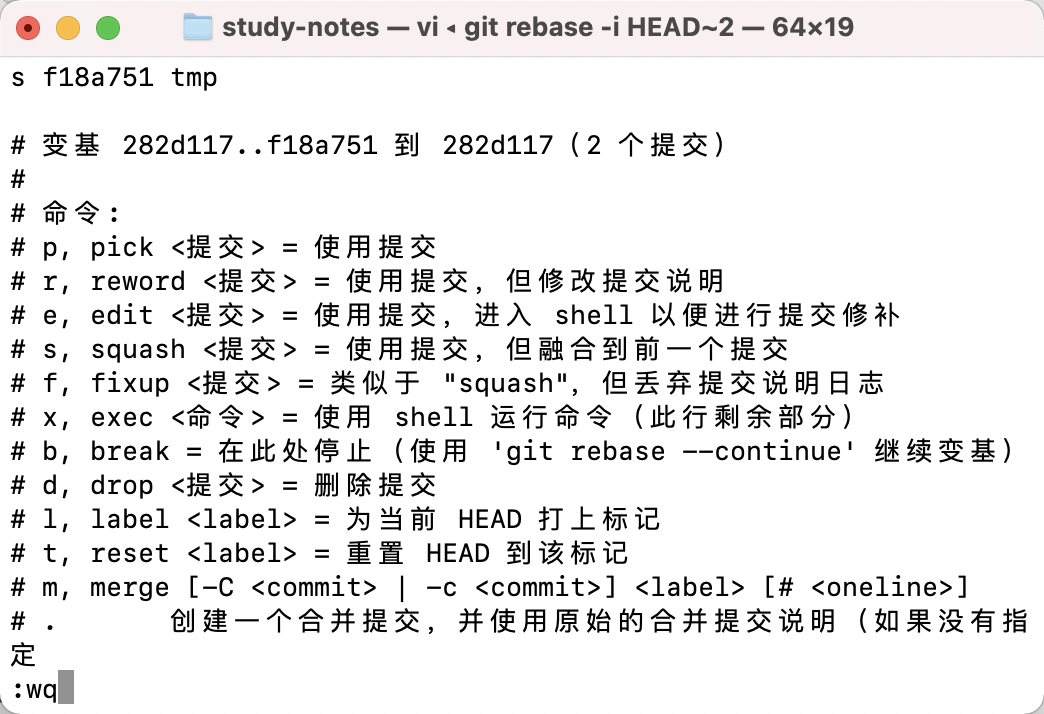 study-notes — vi ◂ git rebase -i HEAD~2 — 64×19
s f18a751 tmp
# 变基 282d117..f18a751 到 282d117（2 个提交）
#
# 命令:
# p, pick <提交> = 使用提交
# r, reword <提交> = 使用提交，但修改提交说明
# e, edit <提交> = 使用提交，进入 shell 以便进行提交修补
# s, squash <提交> = 使用提交，但融合到前一个提交
# f, fixup <提交> = 类似于 "squash"，但丢弃提交说明日志
# x, exec <命令> = 使用 shell 运行命令（此行剩余部分）
# b, break = 在此处停止（使用 'git rebase --continue' 继续变基）
# d, drop <提交> = 删除提交
# l, label <label> = 为当前 HEAD 打上标记
# t, reset <label> = 重置 HEAD 到该标记
# m, merge [-C <commit> | -c <commit>] <label> [# <oneline>]
# .       创建一个合并提交，并使用原始的合并提交说明（如果没有指
定
:wq